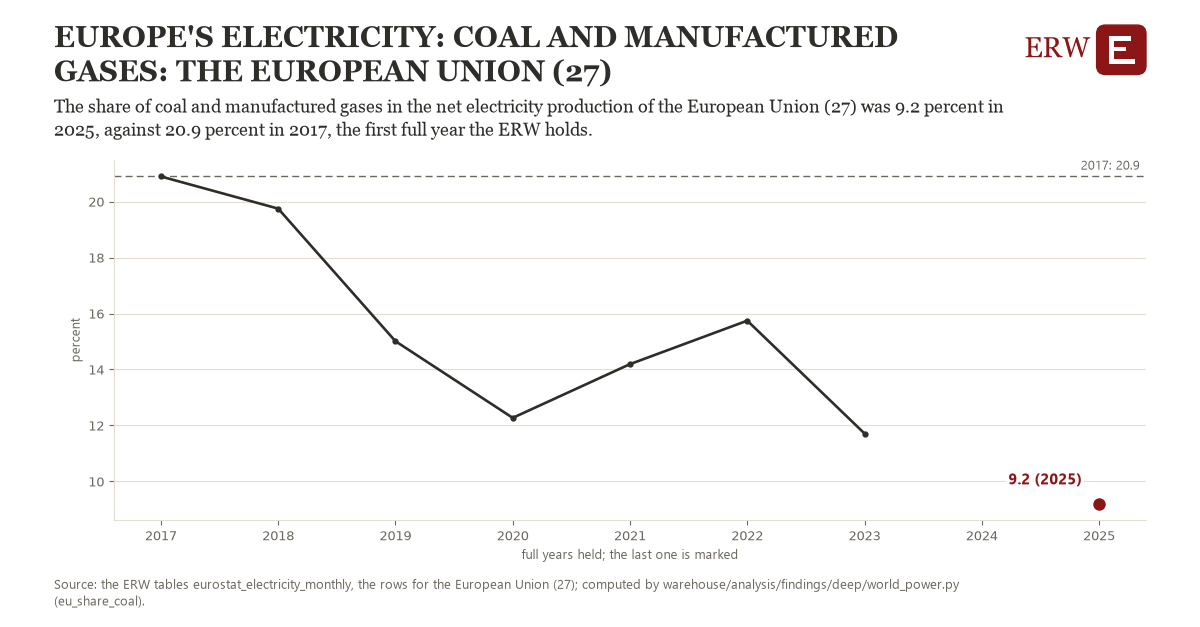 EUROPE'S ELECTRICITY: COAL AND MANUFACTURED
GASES: THE EUROPEAN UNION (27)
ERW E
The share of coal and manufactured gases in the net electricity production of the European Union (27) was 9.2 percent in
2025, against 20.9 percent in 2017, the first full year the ERW holds.
2017: 20.9
20
18
16
14
12
10
percent
9.2 (2025)
2017 2018 2019 2020 2021 2022 2023 2024 2025
full years held; the last one is marked
Source: the ERW tables eurostat_electricity_monthly, the rows for the European Union (27); computed by warehouse/analysis/findings/deep/world_power.py
(eu_share_coal).